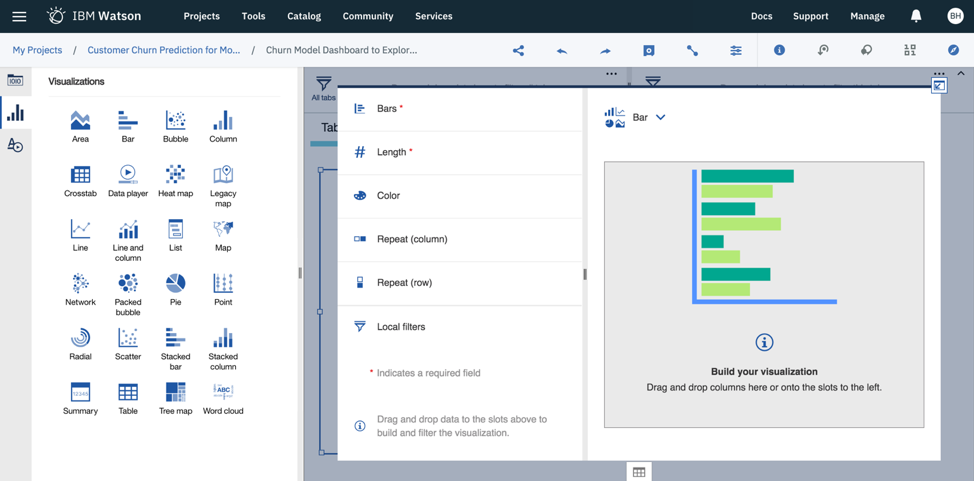 IBM Watson
Projects
Tools
Catalog
Community
Services
Docs
Support
Manage
BH
My Projects / Customer Churn Prediction for Mo... / Churn Model Dashboard to Explor...
Visualizations
Area
Bar
Bubble
Column
Crosstab
Data player
Heat map
Legacy
map
Line
Line and
column
List
Map
Network
Packed
bubble
Pie
Point
Radial
Scatter
Stacked
bar
Stacked
column
Summary
Table
Tree map
Word cloud
ABC
All tabs
Tab
Bars *
Length *
Color
Repeat (column)
Repeat (row)
Local filters
* Indicates a required field
Drag and drop data to the slots above to
build and filter the visualization.
Bar
Build your visualization
Drag and drop columns here or onto the slots to the left.